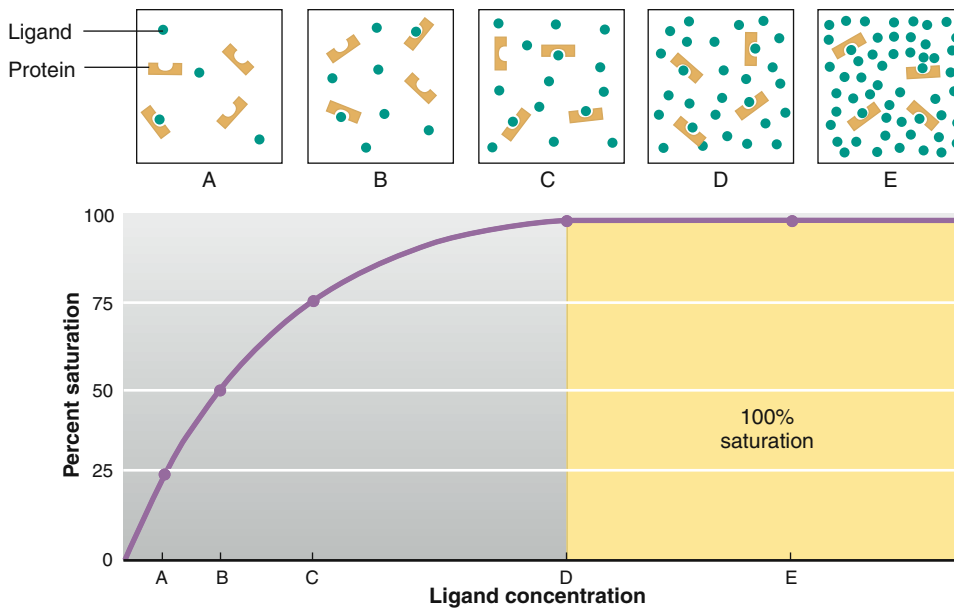 Ligand
Protein
A
B
C
D
E
100
75
50
25
0
Percent saturation
100%
saturation
A
B
C
D
E
Ligand concentration